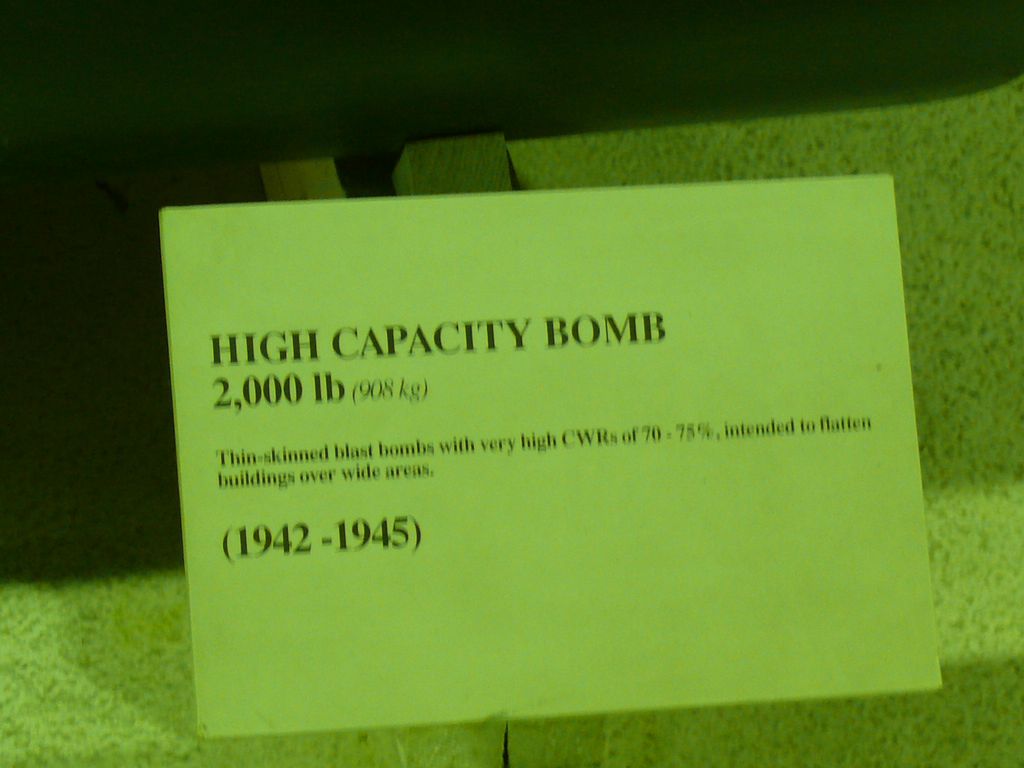 HIGH CAPACITY BOMB
2,000 lb (908 kg)
Thin-skinned blast bombs with very high CWRs of 70 - 75%, intended to flatten
buildings over wide areas.
(1942 -1945)